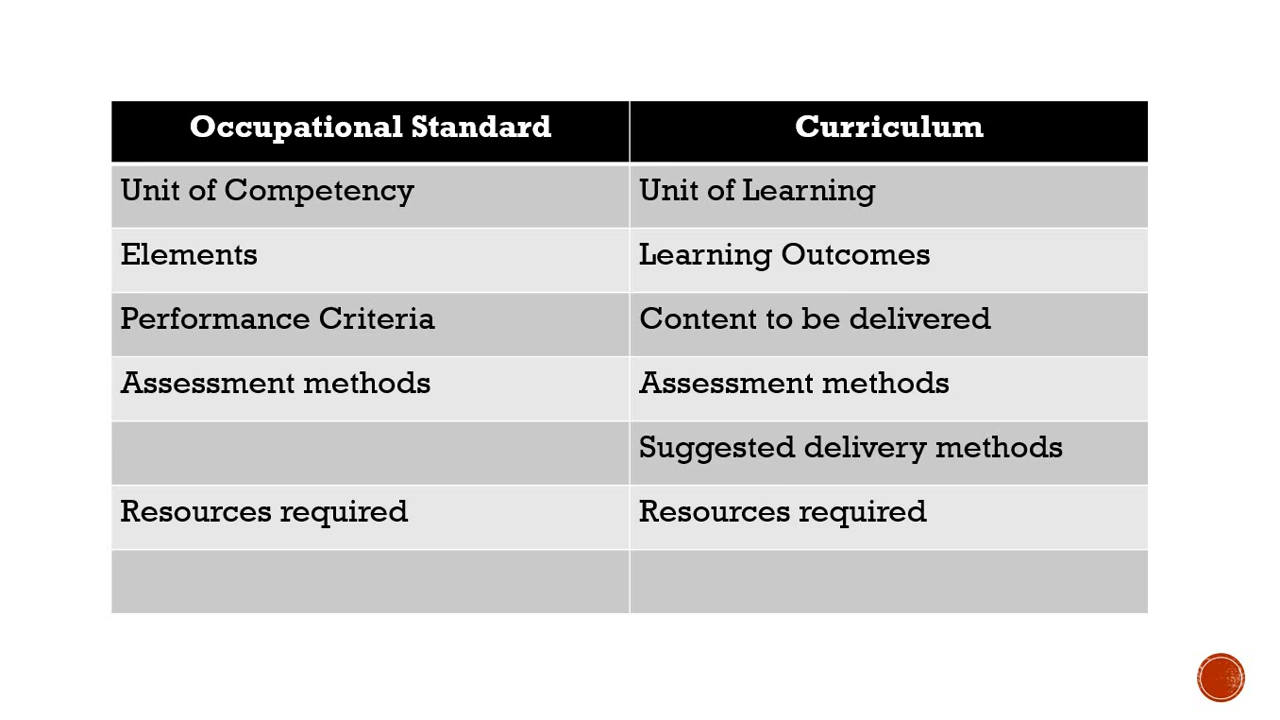 Occupational Standard Curriculum
Unit of Competency Unit of Learning
Elements Learning Outcomes
Performance Criteria Content to be delivered
Assessment methods Assessment methods
Suggested delivery methods
Resources required Resources required